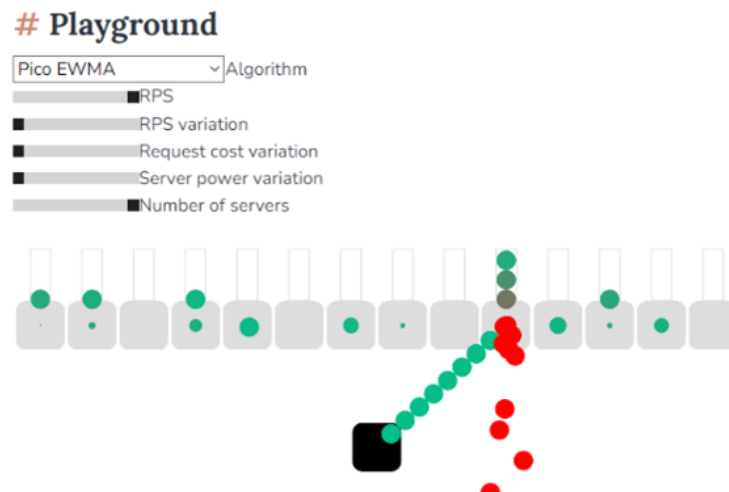 # Playground
Pico EWMA Algorithm
RPS
RPS variation
Request cost variation
Server power variation
Number of servers